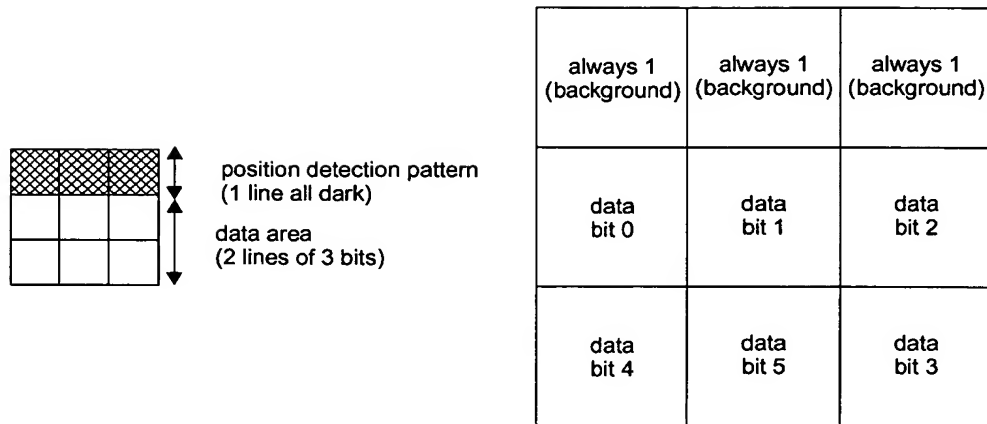 position detection pattern
(1 line all dark)
data area
(2 lines of 3 bits)
always 1
(background)
always 1
(background)
always 1
(background)
data
bit 0
data
bit 1
data
bit 2
data
bit 4
data
bit 5
data
bit 3